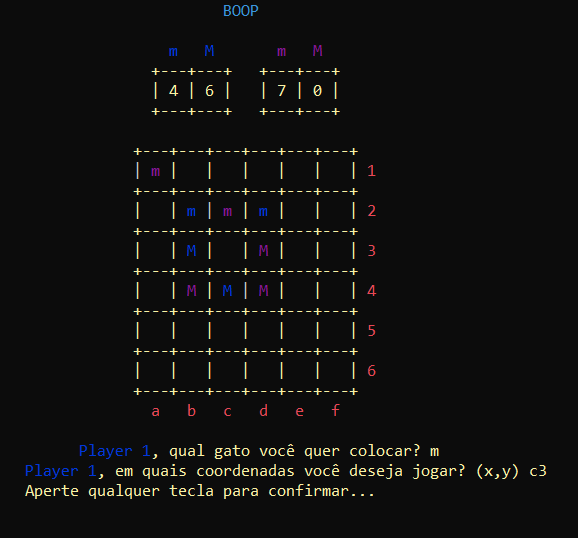 BOOP
m M m M
+---+---+ +---+---+
| 4 | 6 | | 7 | 0 |
+---+---+ +---+---+
+---+---+---+---+---+---+
| m |   |   |   |   |   | 1
+---+---+---+---+---+---+
|   | m | m | m |   |   | 2
+---+---+---+---+---+---+
|   | M |   | M |   |   | 3
+---+---+---+---+---+---+
|   | M | M | M |   |   | 4
+---+---+---+---+---+---+
|   |   |   |   |   |   | 5
+---+---+---+---+---+---+
|   |   |   |   |   |   | 6
+---+---+---+---+---+---+
a b c d e f
Player 1, qual gato você quer colocar? m
Player 1, em quais coordenadas você deseja jogar? (x,y) c3
Aperte qualquer tecla para confirmar...